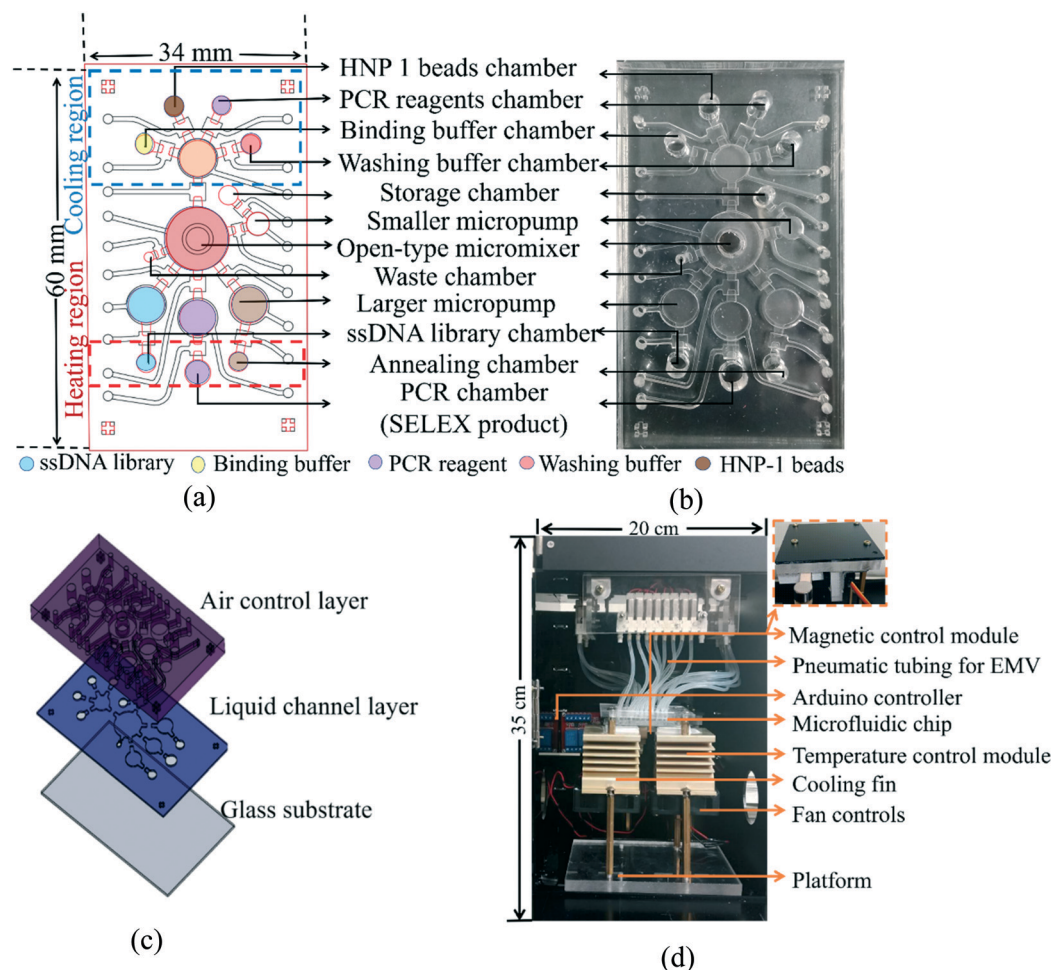 34 mm
60 mm
Cooling region
Heating region
HNP 1 beads chamber
PCR reagents chamber
Binding buffer chamber
Washing buffer chamber
Storage chamber
Smaller micropump
Open-type micromixer
Waste chamber
Larger micropump
ssDNA library chamber
Annealing chamber
PCR chamber
(SELEX product)
ssDNA library
Binding buffer
PCR reagent
Washing buffer
HNP-1 beads
(a)
(b)
Air control layer
Liquid channel layer
Glass substrate
(c)
20 cm
35 cm
Magnetic control module
Pneumatic tubing for EMV
Arduino controller
Microfluidic chip
Temperature control module
Cooling fin
Fan controls
Platform
(d)